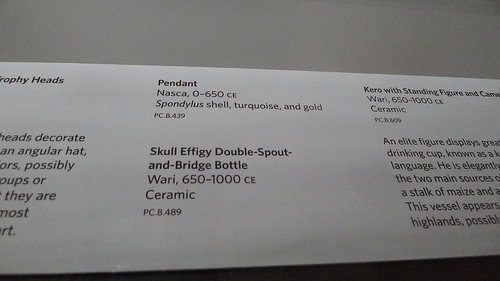 rophy Heads
heads decorate
an angular hat,
ors, possibly
oups or
they are
most
rt.
Pendant
Nasca, 0–650 CE
Spondylus shell, turquoise, and gold
PC.B.439
Skull Effigy Double-Spout-
and-Bridge Bottle
Wari, 650–1000 CE
Ceramic
PC.B.489
Kero with Standing Figure and Came
Wari, 650–1000 CE
Ceramic
PC.B.609
An elite figure displays grea
drinking cup, known as a k
language. He is elegantly
the two main sources o
a stalk of maize and a
This vessel appears
highlands, possibl